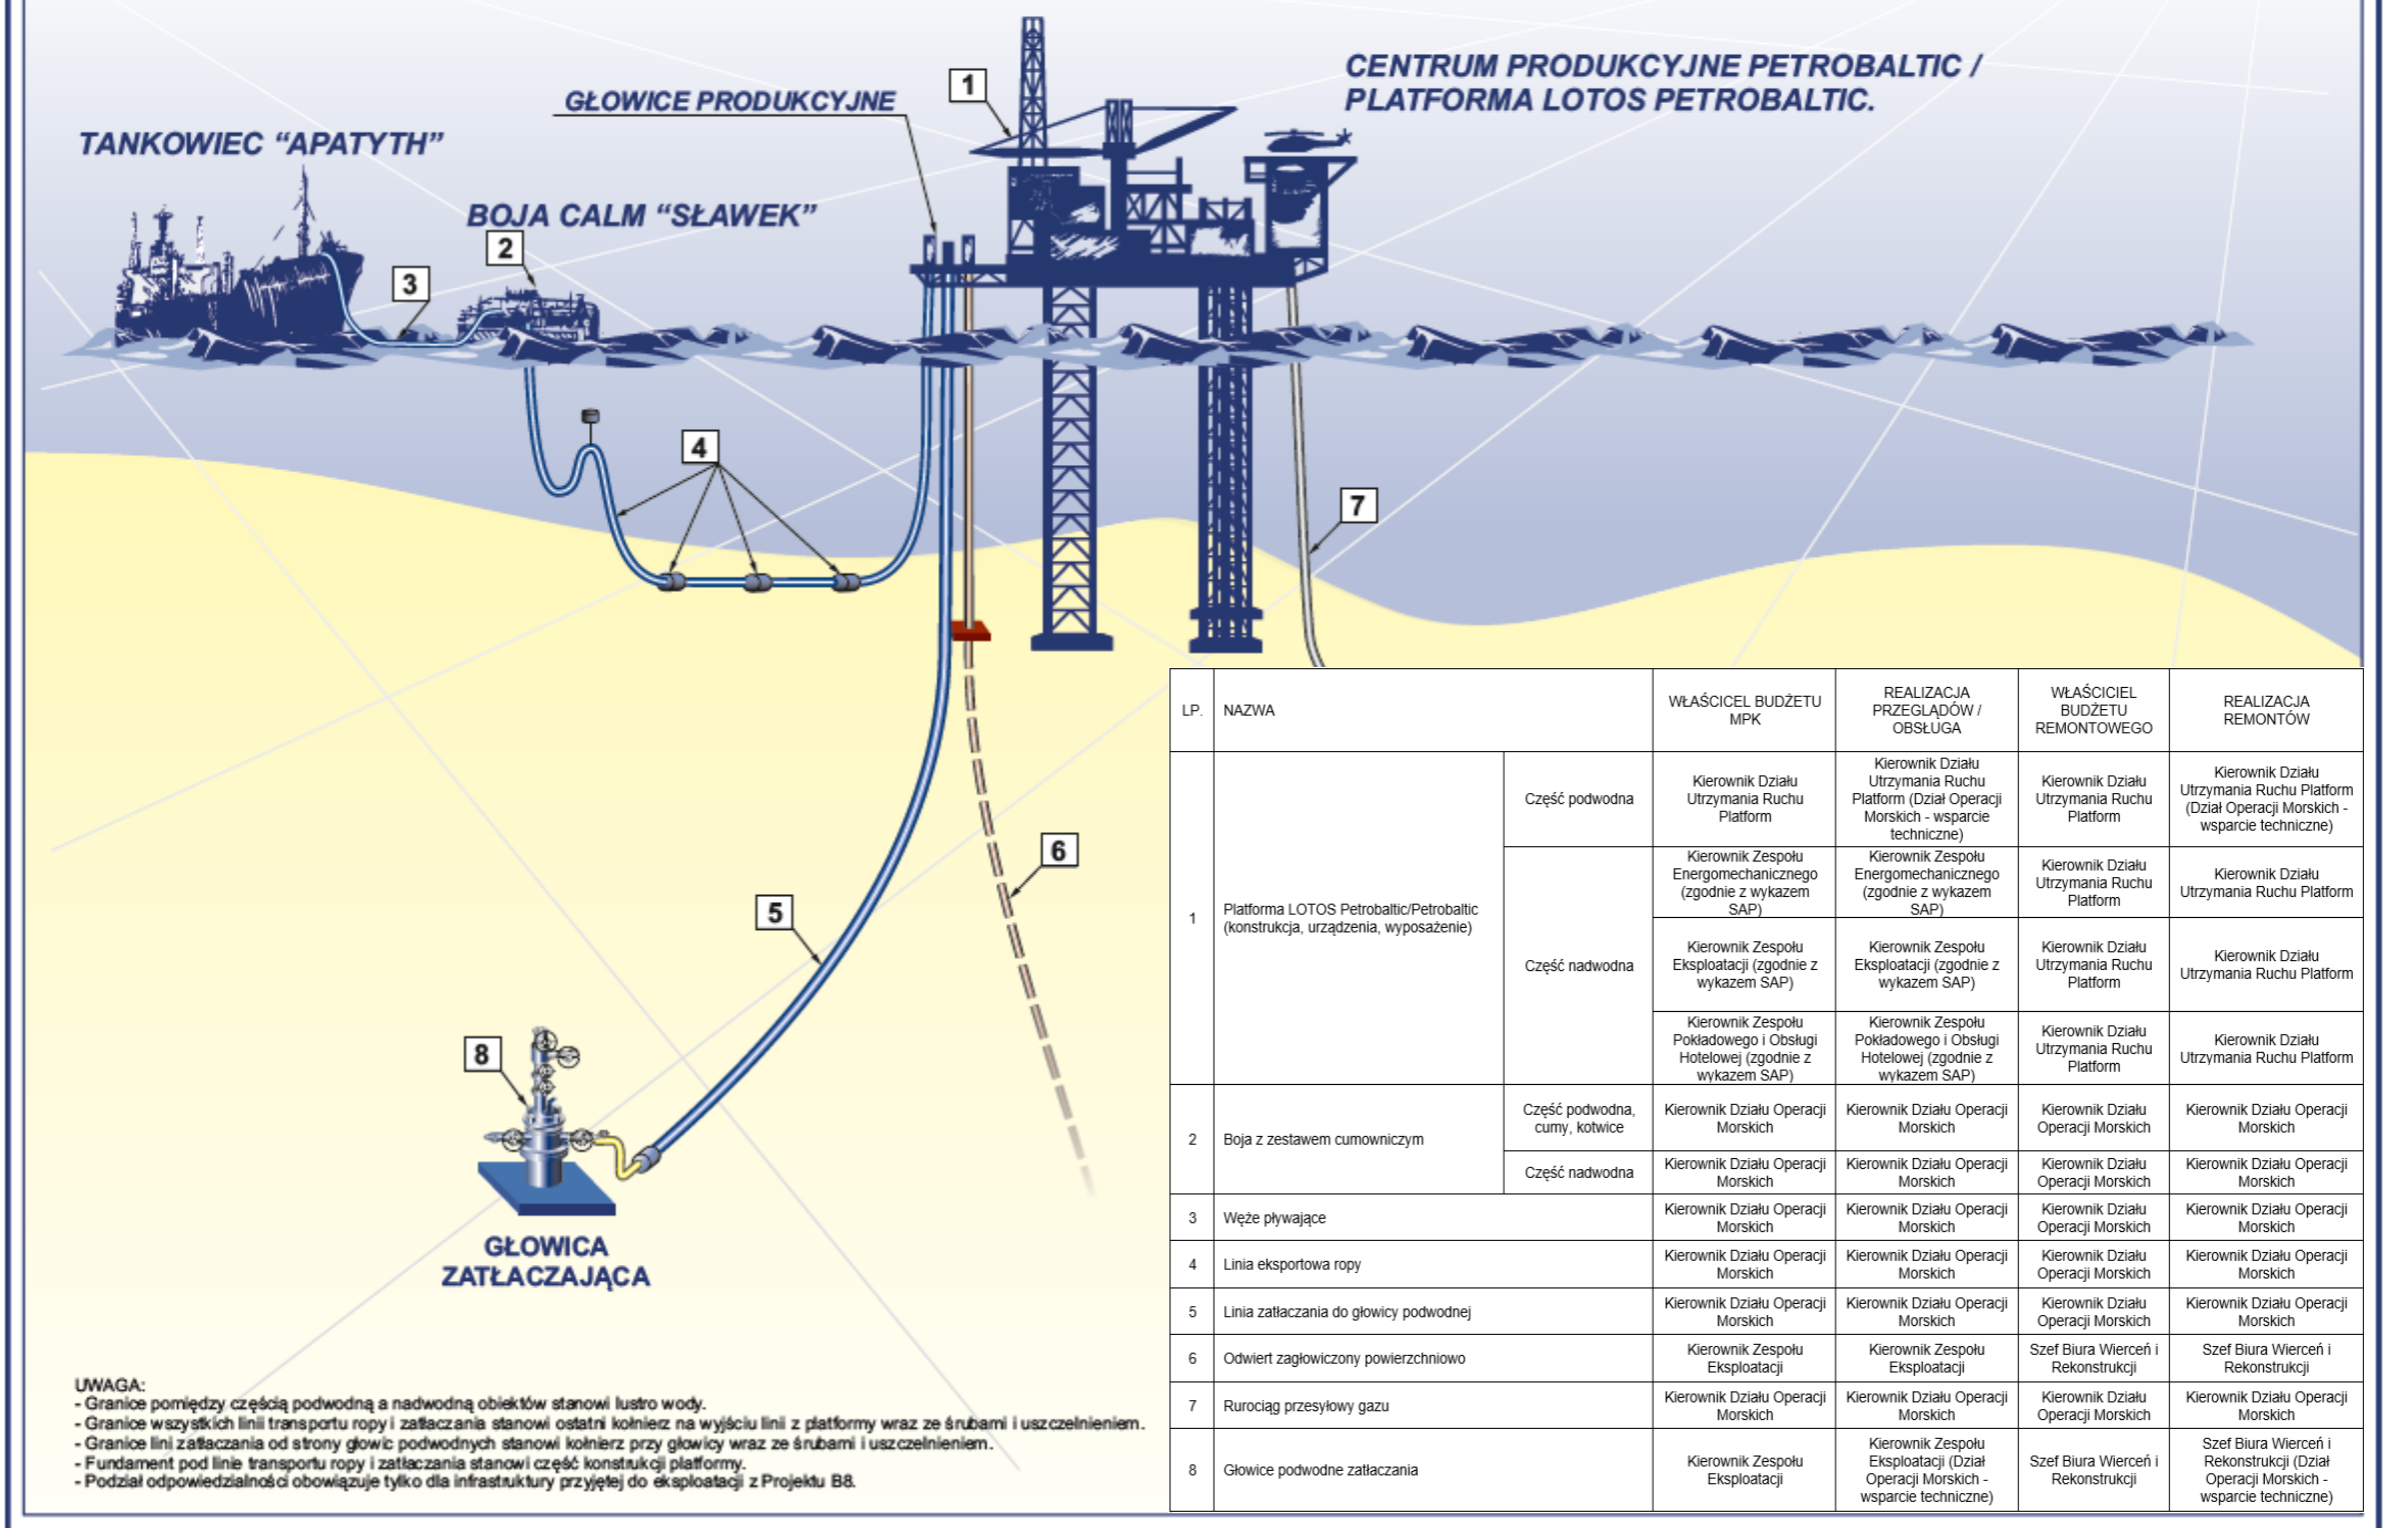 CENTRUM PRODUKCYJNE PETROBALTIC /
PLATFORMA LOTOS PETROBALTIC.
GŁOWICE PRODUKCYJNE
1
TANKOWIEC “APATYTH”
BOJA CALM “SŁAWEK”
2
3
4
7
6
5
8
GŁOWICA
ZATŁACZAJĄCA
UWAGA:
- Granice pomiędzy częścią podwodną a nadwodną obiektów stanowi lustro wody.
- Granice wszystkich linii transportu ropy i zatłaczania stanowi ostatni kołnierz na wyjściu linii z platformy wraz ze śrubami i uszczelnieniem.
- Granice lini zatłaczania od strony głowic podwodnych stanowi kołnierz przy głowicy wraz ze śrubami i uszczelnieniem.
- Fundament pod linie transportu ropy i zatłaczania stanowi część konstrukcji platformy.
- Podział odpowiedzialności obowiązuje tylko dla infrastruktury przyjętej do eksploatacji z Projektu B8.
LP.
NAZWA
WŁAŚCICEL BUDŻETU
MPK
REALIZACJA
PRZEGLĄDÓW /
OBSŁUGA
WŁAŚCICIEL
BUDŻETU
REMONTOWEGO
REALIZACJA
REMONTÓW
1
Platforma LOTOS Petrobaltic/Petrobaltic
(konstrukcja, urządzenia, wyposażenie)
Część podwodna
Kierownik Działu
Utrzymania Ruchu
Platform
Kierownik Działu
Utrzymania Ruchu
Platform (Dział Operacji
Morskich - wsparcie
techniczne)
Kierownik Działu
Utrzymania Ruchu
Platform
Kierownik Działu
Utrzymania Ruchu Platform
(Dział Operacji Morskich -
wsparcie techniczne)
Część nadwodna
Kierownik Zespołu
Energomechanicznego
(zgodnie z wykazem
SAP)
Kierownik Zespołu
Energomechanicznego
(zgodnie z wykazem
SAP)
Kierownik Działu
Utrzymania Ruchu
Platform
Kierownik Działu
Utrzymania Ruchu Platform
Kierownik Zespołu
Eksploatacji (zgodnie z
wykazem SAP)
Kierownik Zespołu
Eksploatacji (zgodnie z
wykazem SAP)
Kierownik Działu
Utrzymania Ruchu
Platform
Kierownik Działu
Utrzymania Ruchu Platform
Kierownik Zespołu
Pokładowego i Obsługi
Hotelowej (zgodnie z
wykazem SAP)
Kierownik Zespołu
Pokładowego i Obsługi
Hotelowej (zgodnie z
wykazem SAP)
Kierownik Działu
Utrzymania Ruchu
Platform
Kierownik Działu
Utrzymania Ruchu Platform
2
Boja z zestawem cumowniczym
Część podwodna,
cumy, kotwice
Kierownik Działu Operacji
Morskich
Kierownik Działu Operacji
Morskich
Kierownik Działu
Operacji Morskich
Kierownik Działu Operacji
Morskich
Część nadwodna
Kierownik Działu Operacji
Morskich
Kierownik Działu Operacji
Morskich
Kierownik Działu
Operacji Morskich
Kierownik Działu Operacji
Morskich
3
Węże pływające
Kierownik Działu Operacji
Morskich
Kierownik Działu Operacji
Morskich
Kierownik Działu
Operacji Morskich
Kierownik Działu Operacji
Morskich
4
Linia eksportowa ropy
Kierownik Działu Operacji
Morskich
Kierownik Działu Operacji
Morskich
Kierownik Działu
Operacji Morskich
Kierownik Działu Operacji
Morskich
5
Linia zatłaczania do głowicy podwodnej
Kierownik Działu Operacji
Morskich
Kierownik Działu Operacji
Morskich
Kierownik Działu
Operacji Morskich
Kierownik Działu Operacji
Morskich
6
Odwiert zagłowiczony powierzchniowo
Kierownik Zespołu
Eksploatacji
Kierownik Zespołu
Eksploatacji
Szef Biura Wierceń i
Rekonstrukcji
Szef Biura Wierceń i
Rekonstrukcji
7
Rurociąg przesyłowy gazu
Kierownik Działu Operacji
Morskich
Kierownik Działu Operacji
Morskich
Kierownik Działu
Operacji Morskich
Kierownik Działu Operacji
Morskich
8
Głowice podwodne zatłaczania
Kierownik Zespołu
Eksploatacji
Kierownik Zespołu
Eksploatacji (Dział
Operacji Morskich -
wsparcie techniczne)
Szef Biura Wierceń i
Rekonstrukcji
Szef Biura Wierceń i
Rekonstrukcji (Dział
Operacji Morskich -
wsparcie techniczne)